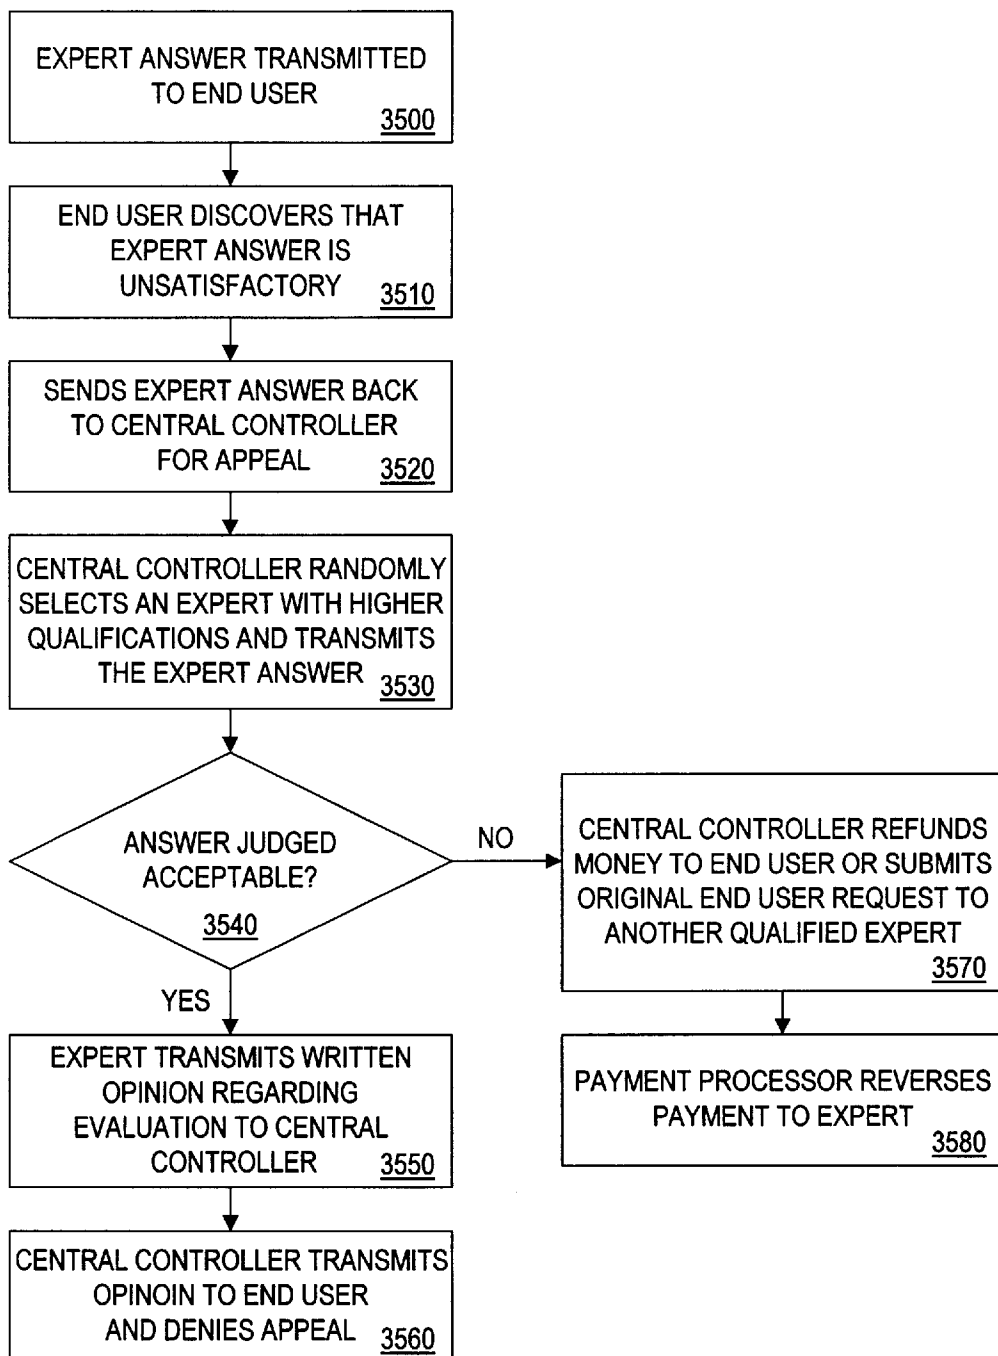 EXPERT ANSWER TRANSMITTED
TO END USER
3500
END USER DISCOVERS THAT
EXPERT ANSWER IS
UNSATISFACTORY
3510
SENDS EXPERT ANSWER BACK
TO CENTRAL CONTROLLER
FOR APPEAL
3520
CENTRAL CONTROLLER RANDOMLY
SELECTS AN EXPERT WITH HIGHER
QUALIFICATIONS AND TRANSMITS
THE EXPERT ANSWER
3530
ANSWER JUDGED
ACCEPTABLE?
3540
NO
CENTRAL CONTROLLER REFUNDS
MONEY TO END USER OR SUBMITS
ORIGINAL END USER REQUEST TO
ANOTHER QUALIFIED EXPERT
3570
PAYMENT PROCESSOR REVERSES
PAYMENT TO EXPERT
3580
YES
EXPERT TRANSMITS WRITTEN
OPINION REGARDING
EVALUATION TO CENTRAL
CONTROLLER
3550
CENTRAL CONTROLLER TRANSMITS
OPINOIN TO END USER
AND DENIES APPEAL
3560